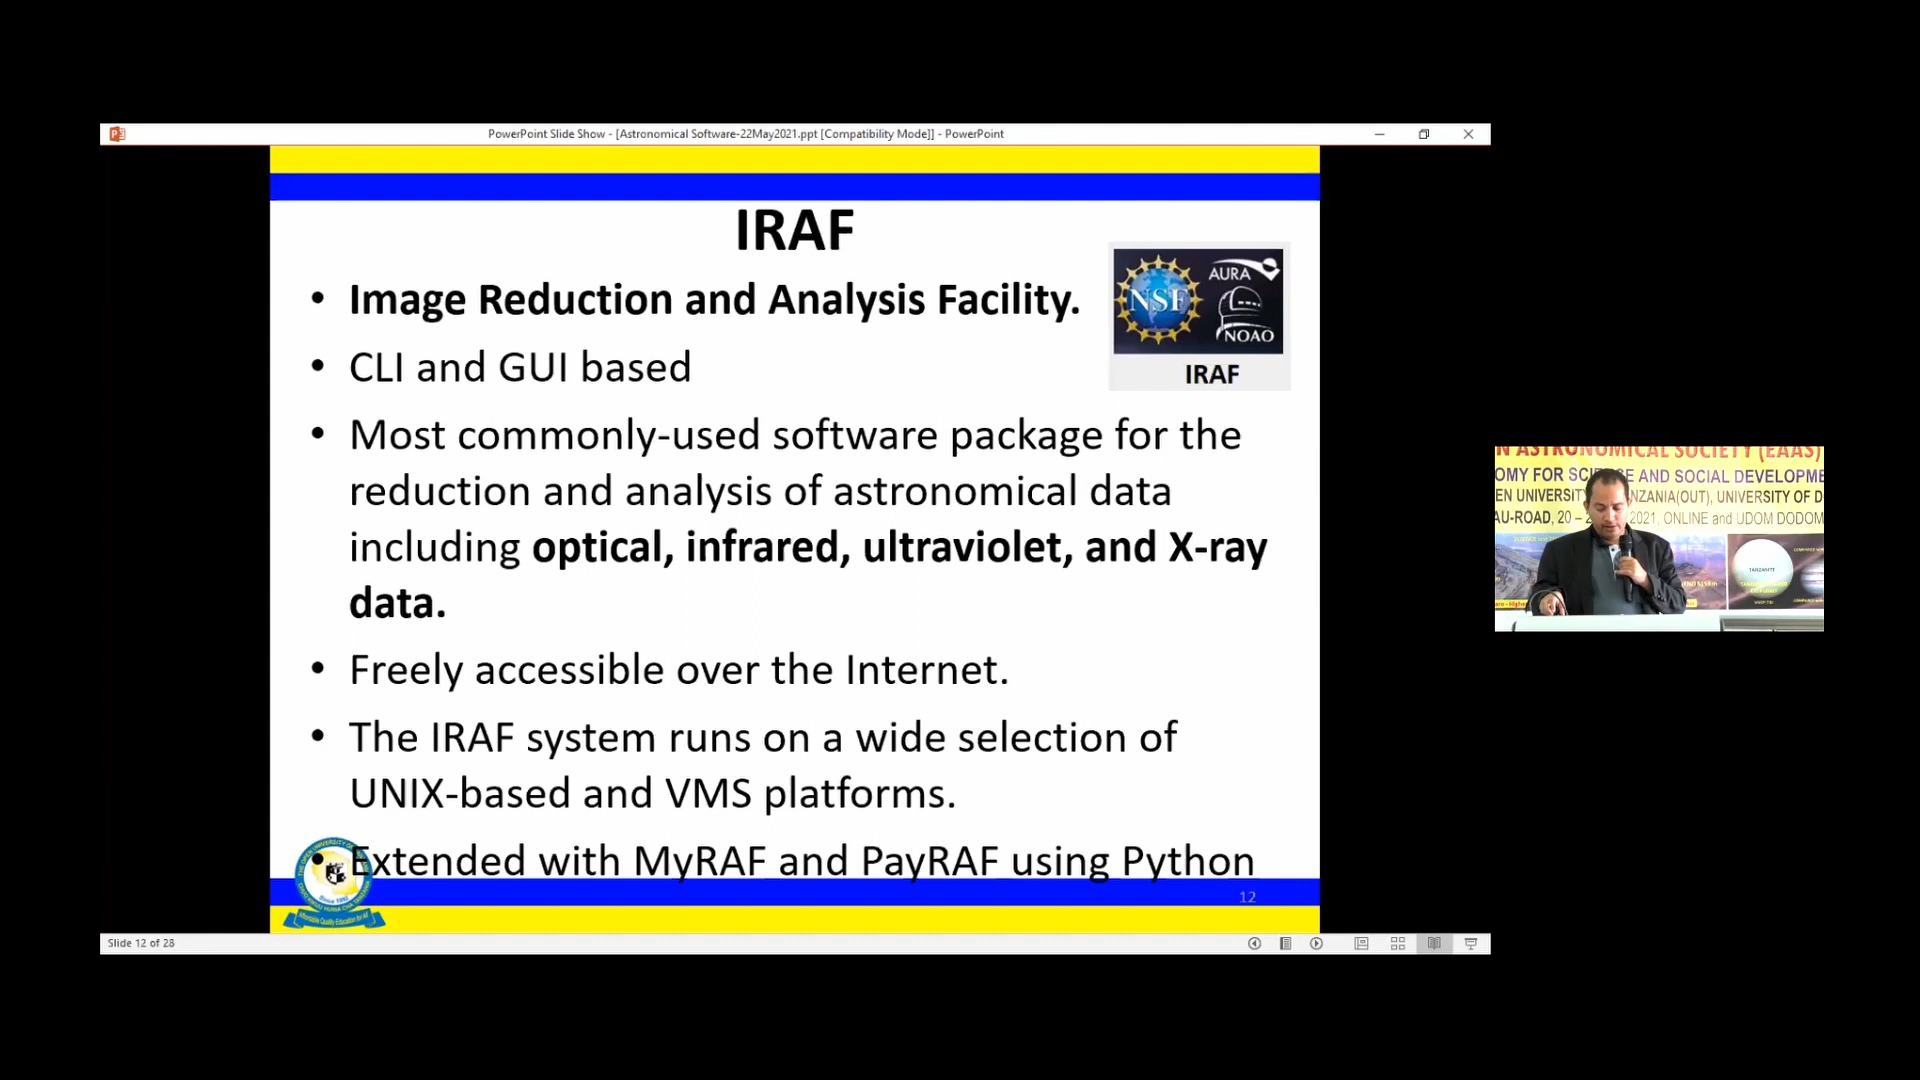 PowerPoint Slide Show - [Astronomical Software-22May2021.ppt [Compatibility Mode]] - PowerPoint
IRAF
• Image Reduction and Analysis Facility.
NSF
AURA
NOAO
IRAF
• CLI and GUI based
• Most commonly-used software package for the
reduction and analysis of astronomical data
including optical, infrared, ultraviolet, and X-ray
data.
• Freely accessible over the Internet.
• The IRAF system runs on a wide selection of
UNIX-based and VMS platforms.
• Extended with MyRAF and PayRAF using Python
12
Slide 12 of 28
N ASTRONOMICAL SOCIETY (EAAS)
OMY FOR SCIENCE AND SOCIAL DEVELOPME
EN UNIVERSITY NZANIA(OUT), UNIVERSITY OF D
AU-ROAD, 20 – 2021, ONLINE and UDOM DODOM
TANZANITE